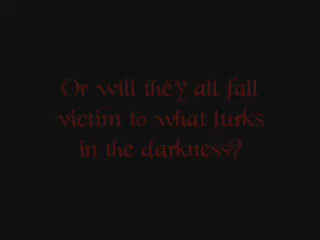 Or will they all fall
victim to what lurks
in the darkness?